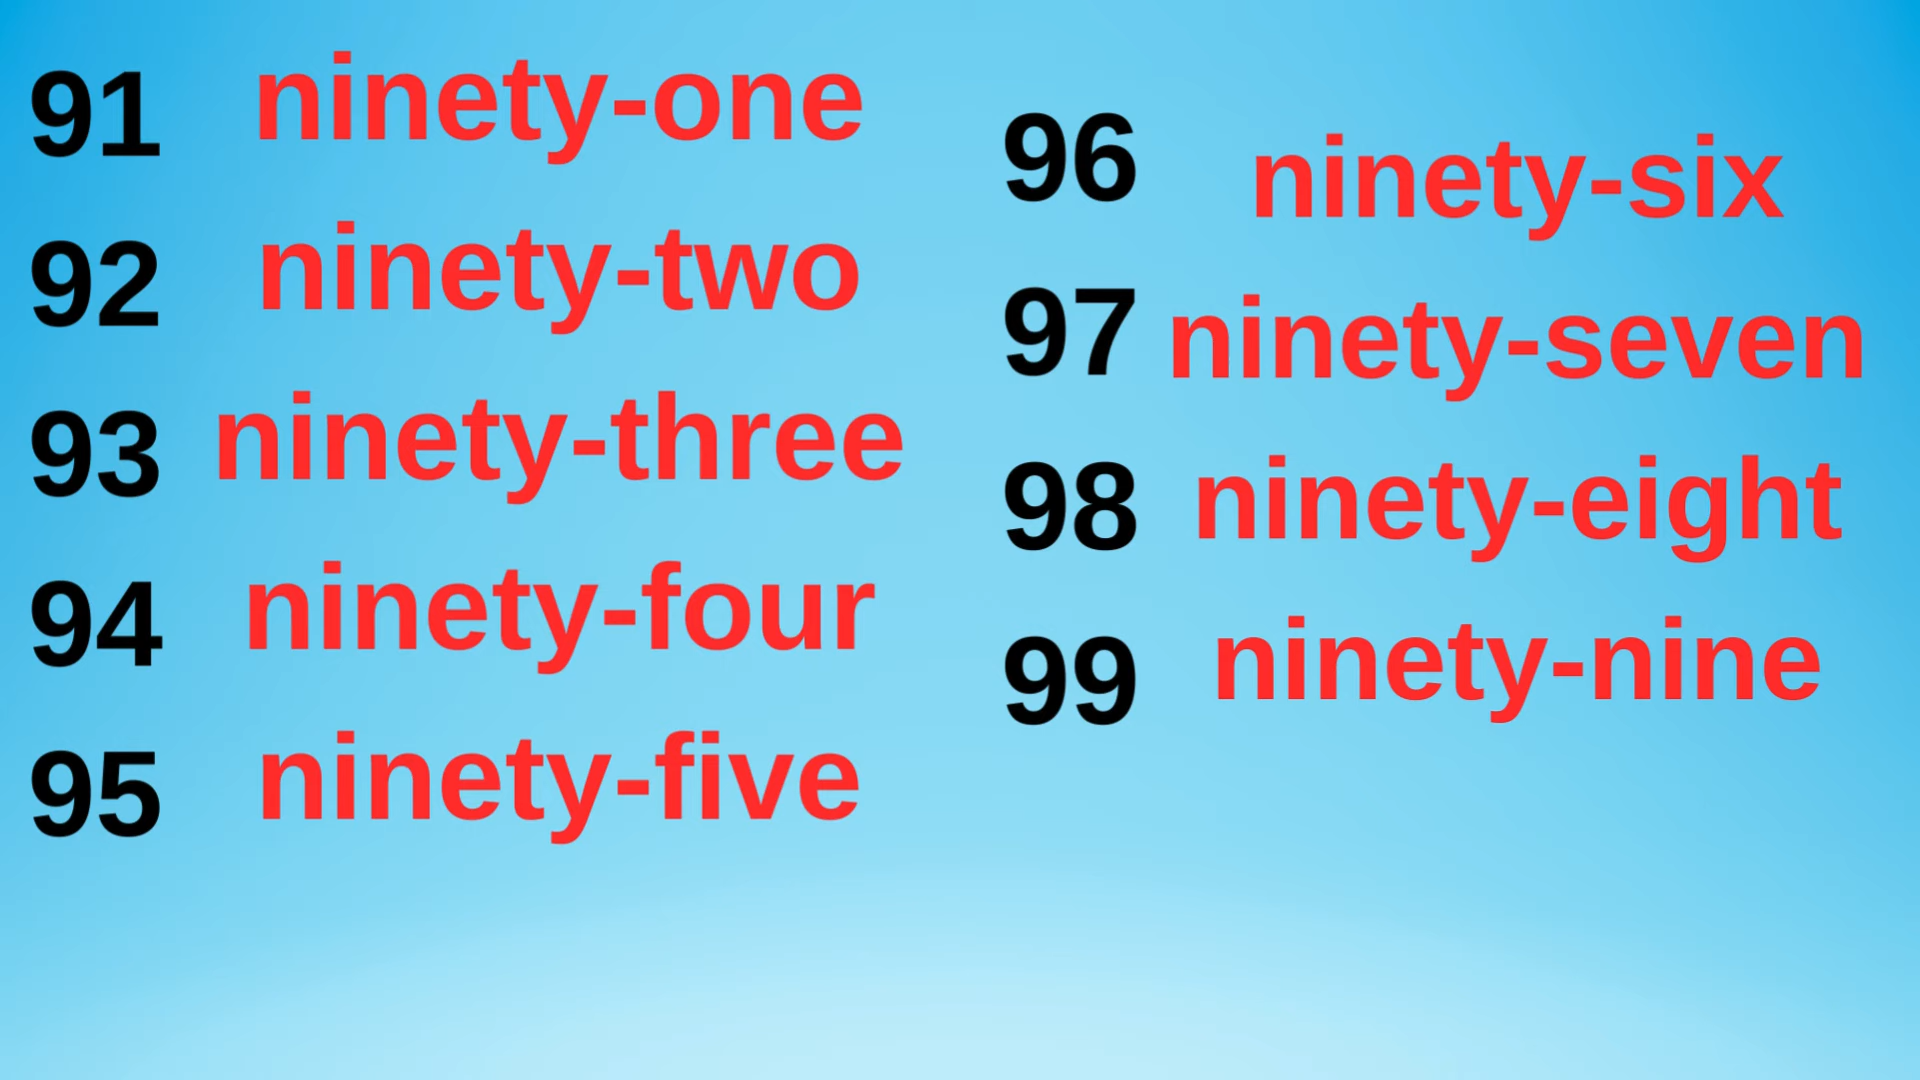 91 ninety-one
92 ninety-two
93 ninety-three
94 ninety-four
95 ninety-five
96 ninety-six
97 ninety-seven
98 ninety-eight
99 ninety-nine